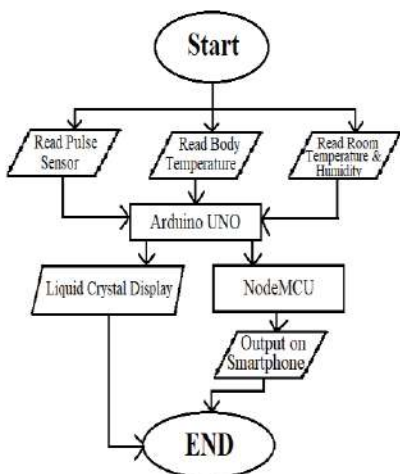 Start
Read Pulse
Sensor
Read Body
Temperature
Read Room
Temperature &
Humidity
Arduino UNO
Liquid Crystal Display
NodeMCU
Output on
Smartphone
END